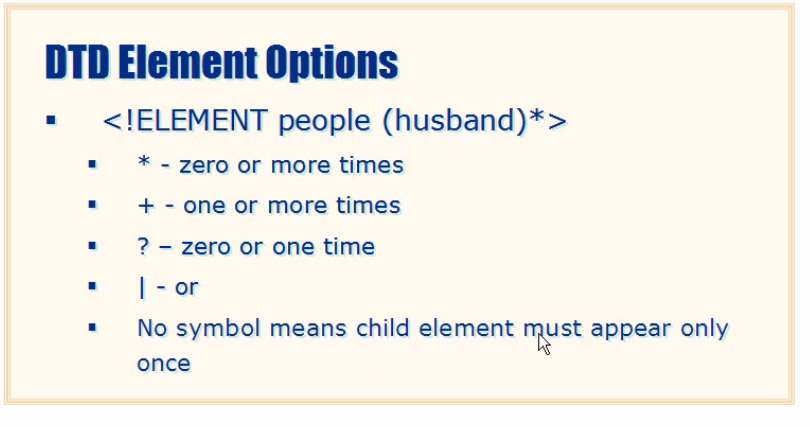 DTD Element Options
▪ <!ELEMENT people (husband)*>
▪ * - zero or more times
▪ + - one or more times
▪ ? – zero or one time
▪ | - or
▪ No symbol means child element must appear only
once